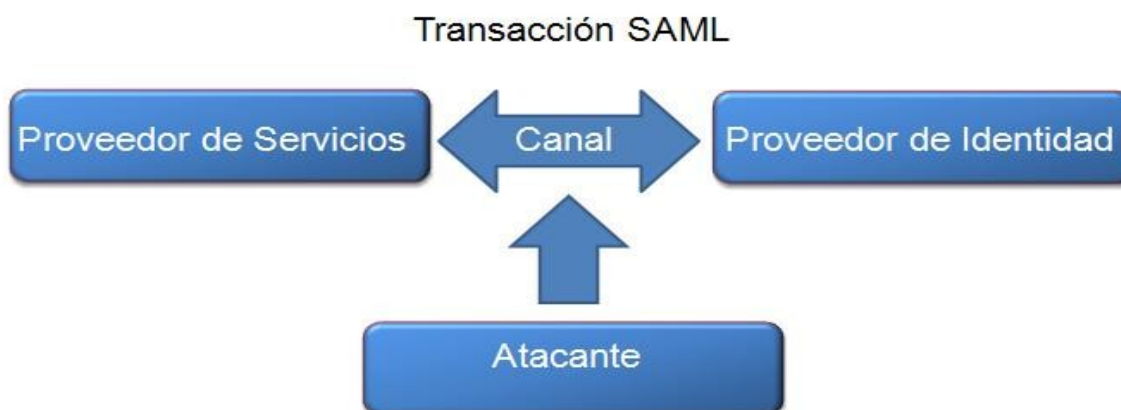 Transacción SAML
Proveedor de Servicios
Canal
Proveedor de Identidad
Atacante